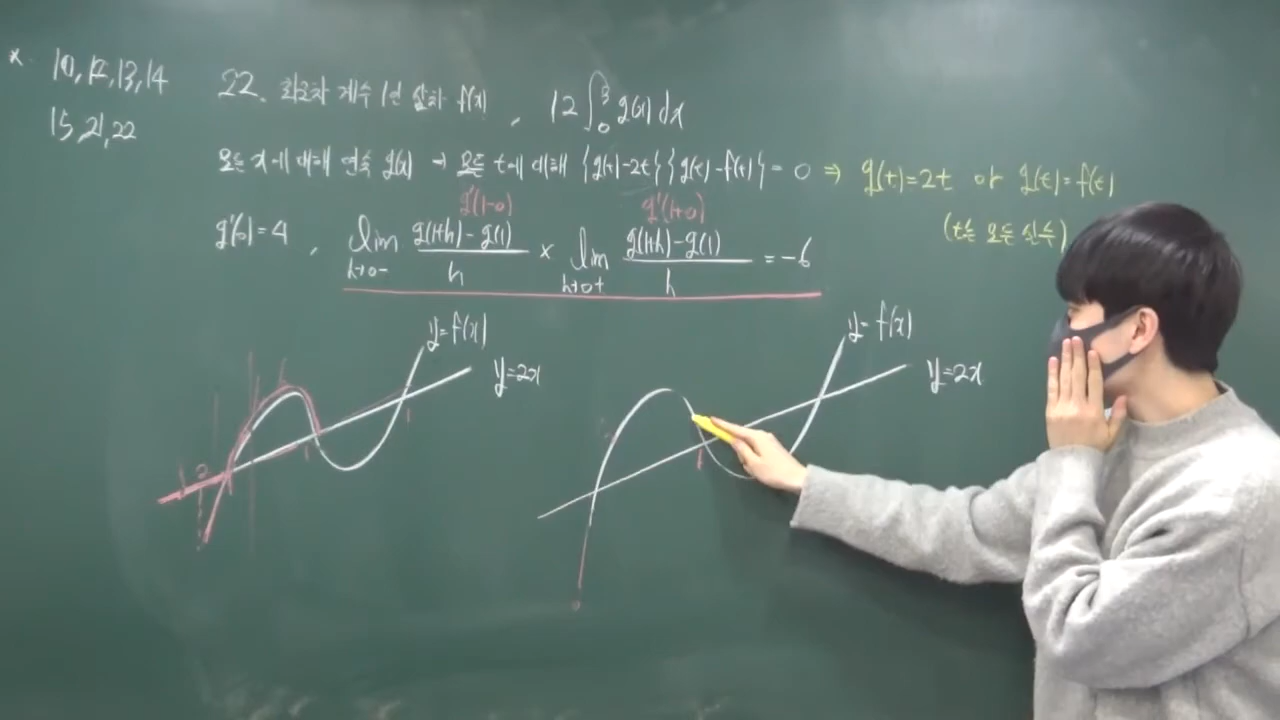 * 10, 12, 13, 14
15, 21, 22
22. 최고차 계수 1인 삼차 f(x) , 12∫₀³ g(x) dx
모든 x에 대해 연속 g(x) → 모든 t에 대해 {g(t)-2t}{g(t)-f(t)} = 0 ⇒ g(t)=2t or g(t)=f(t)
(t는 모든 실수)
g'(1-0) g'(1+0)
g'(0)=4 , lim h→0- (g(1+h)-g(1))/h × lim h→0+ (g(1+h)-g(1))/h = -6
y=f(x) y=2x
y=f(x) y=2x